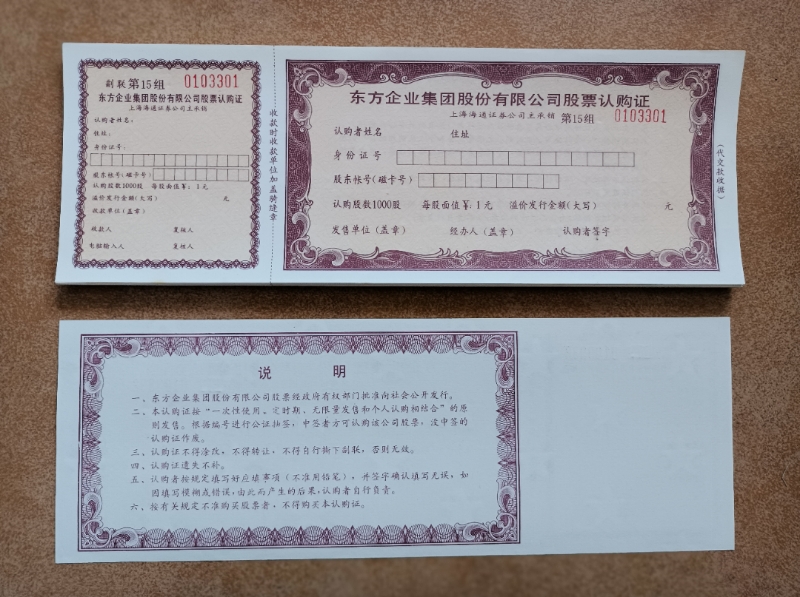 副联 第15组 0103301
东方企业集团股份有限公司股票认购证
上海海通证券公司主承销
认购者姓名:
住址:
身份证号:
股东帐号(磁卡号)
认购股数1000股 每股面值¥:1元
溢价发行金额(大写) 元
收款单位(盖章)
收款人 复核人
电脑输入人 复核人
收款时收款单位加盖骑缝章
东方企业集团股份有限公司股票认购证
上海海通证券公司主承销 第15组 0103301
认购者姓名 住址
身份证号
股东帐号(磁卡号)
认购股数1000股 每股面值¥:1元 溢价发行金额(大写) 元
发售单位(盖章) 经办人(盖章) 认购者签字
(代交款收据)
说 明
一、东方企业集团股份有限公司股票经政府有权部门批准向社会公开发行。
二、本认购证按“一次性使用、定时期、无限量发售和个人认购相结合”的原
则发售。根据编号进行公证抽签,中签者方可认购该公司股票,没中签的
认购证作废。
三、认购证不得涂改,不得转让,不得自行撕下副联,否则无效。
四、认购证遗失不补。
五、认购者按规定填写好应填事项(不准用铅笔),并签字确认填写无误,如
因填写模糊或错误,由此而产生的后果,认购者自行负责。
六、按有关规定不准购买股票者,不得购买本认购证。